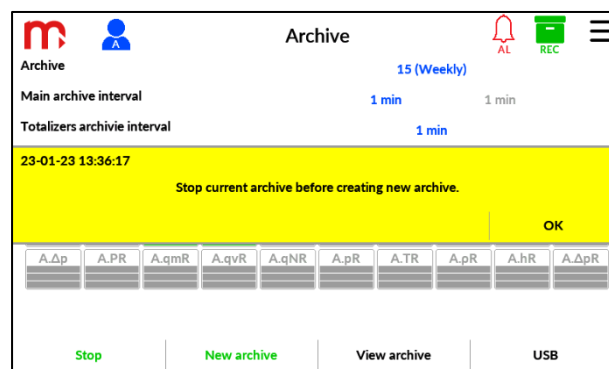 m
A
Archive
AL
REC
Archive
15 (Weekly)
Main archive interval
1 min
1 min
Totalizers archivie interval
1 min
23-01-23 13:36:17
Stop current archive before creating new archive.
OK
A.Δp A.PR A.qmR A.qvR A.qNR A.pR A.TR A.ρR A.hR A.ΔpR
Stop
New archive
View archive
USB